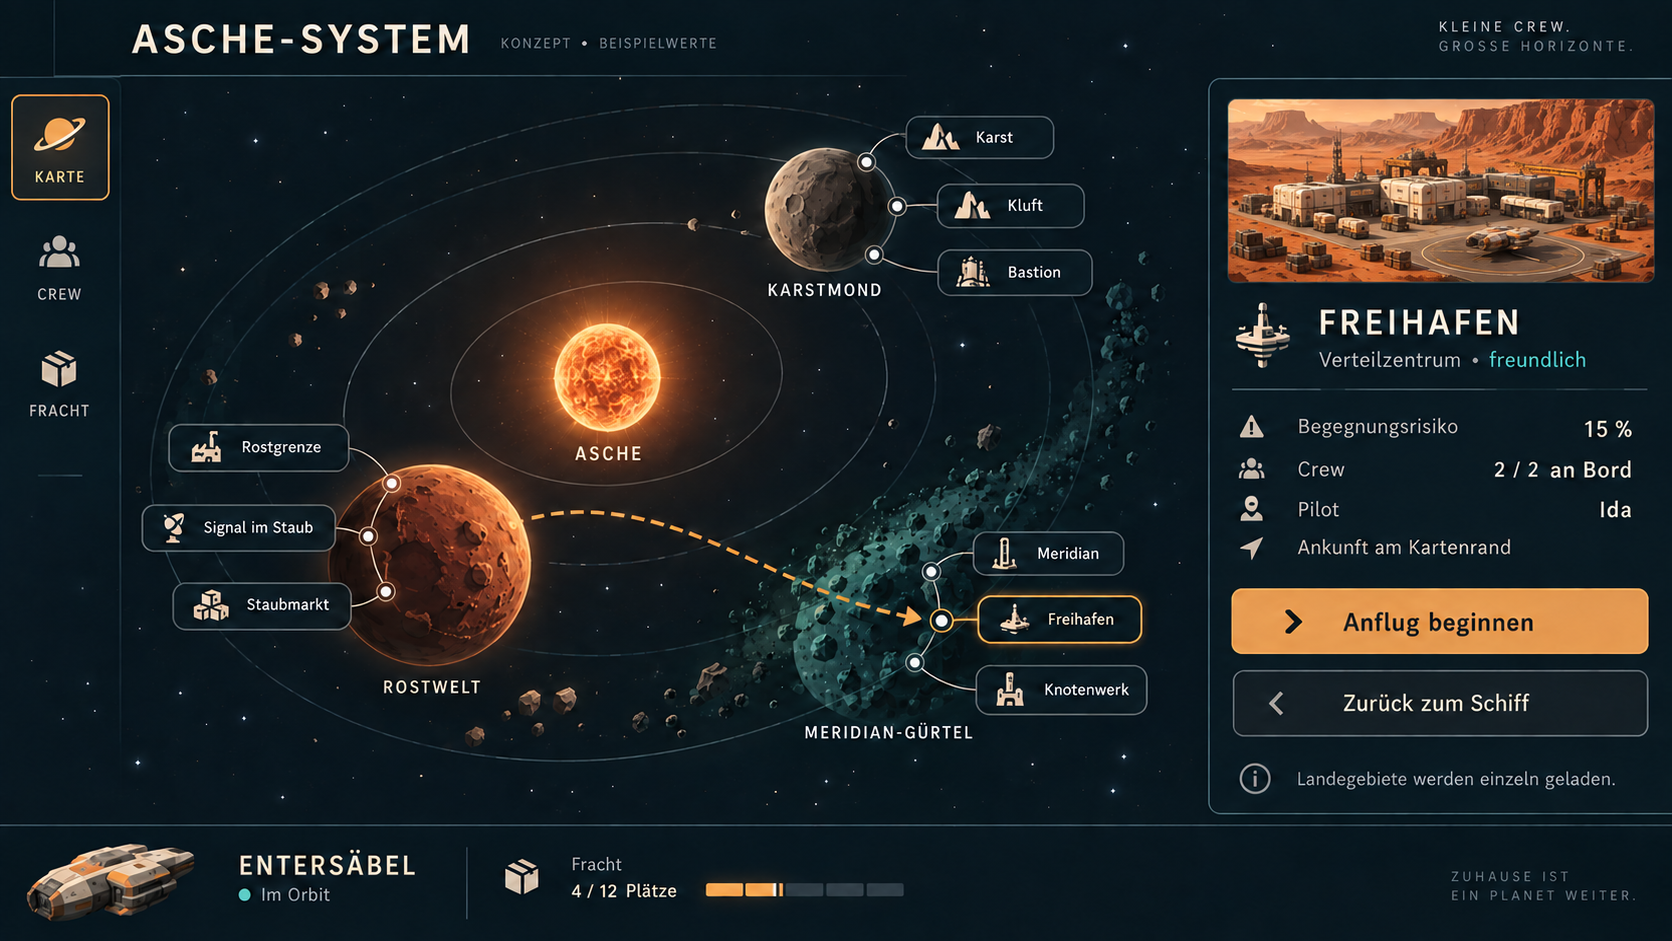 ASCHE-SYSTEM
KONZEPT • BEISPIELWERTE
KLEINE CREW.
GROSSE HORIZONTE.
KARTE
CREW
FRACHT
Karst
Kluft
Bastion
KARSTMOND
ASCHE
Rostgrenze
Signal im Staub
Staubmarkt
ROSTWELT
Meridian
Freihafen
Knotenwerk
MERIDIAN-GÜRTEL
FREIHAFEN
Verteilzentrum • freundlich
Begegnungsrisiko 15 %
Crew 2 / 2 an Bord
Pilot Ida
Ankunft am Kartenrand
Anflug beginnen
Zurück zum Schiff
Landegebiete werden einzeln geladen.
ENTERSÄBEL
Im Orbit
Fracht
4 / 12 Plätze
ZUHAUSE IST
EIN PLANET WEITER.